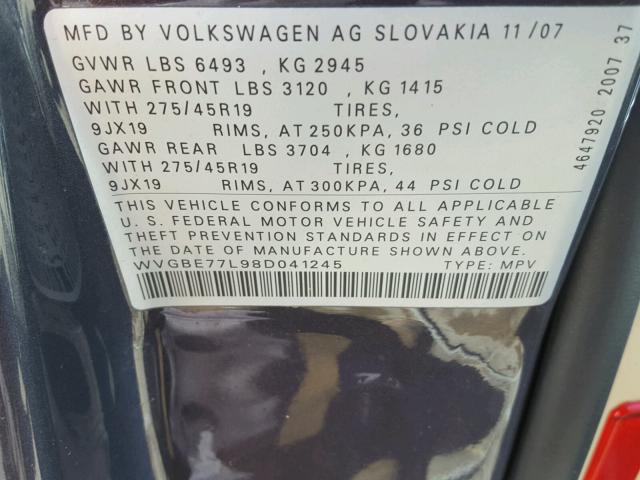 MFD BY VOLKSWAGEN AG SLOVAKIA 11/07
GVWR LBS 6493 , KG 2945
GAWR FRONT LBS 3120 , KG 1415
WITH 275/45R19 TIRES,
9JX19 RIMS, AT 250KPA, 36 PSI COLD
GAWR REAR LBS 3704 , KG 1680
WITH 275/45R19 TIRES,
9JX19 RIMS, AT 300KPA, 44 PSI COLD
THIS VEHICLE CONFORMS TO ALL APPLICABLE
U. S. FEDERAL MOTOR VEHICLE SAFETY AND
THEFT PREVENTION STANDARDS IN EFFECT ON
THE DATE OF MANUFACTURE SHOWN ABOVE.
WVGBE77L98D041245 TYPE: MPV
4647920 2007 37